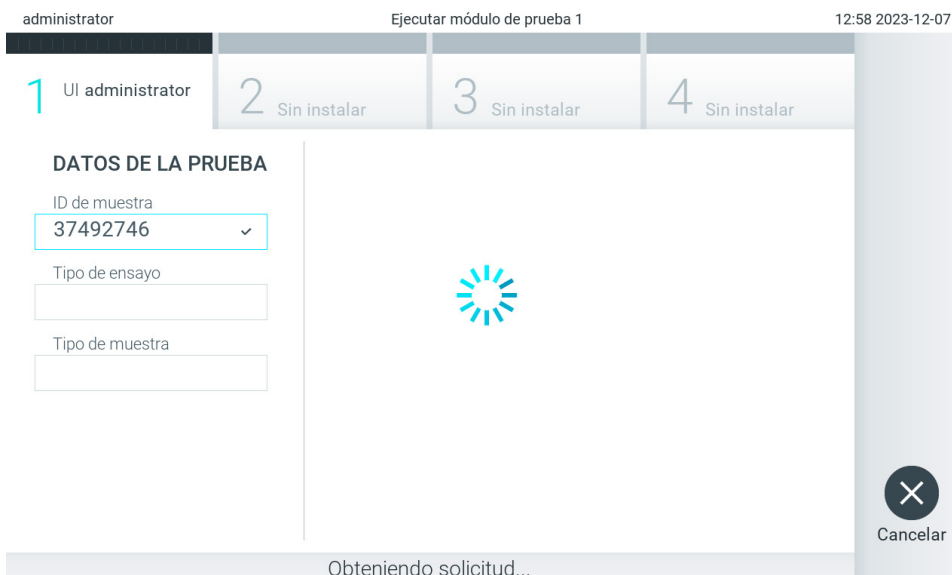 administrator Ejecutar módulo de prueba 1 12:58 2023-12-07
1 UI administrator
2 Sin instalar
3 Sin instalar
4 Sin instalar
DATOS DE LA PRUEBA
ID de muestra
37492746
Tipo de ensayo
Tipo de muestra
Cancelar
Obteniendo solicitud...